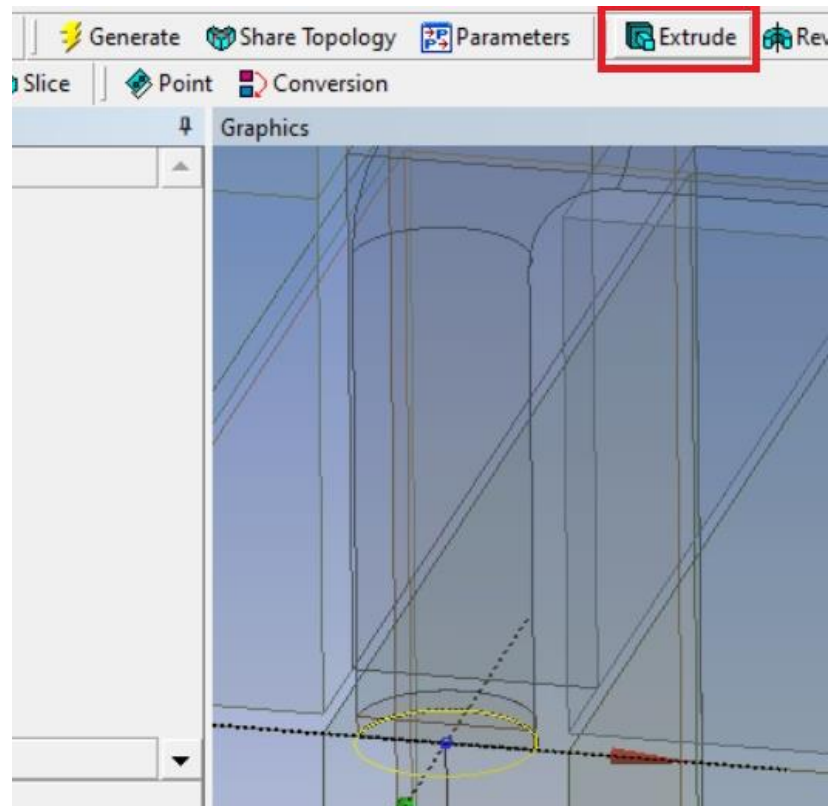 Generate Share Topology Parameters Extrude
Slice Point Conversion
Graphics